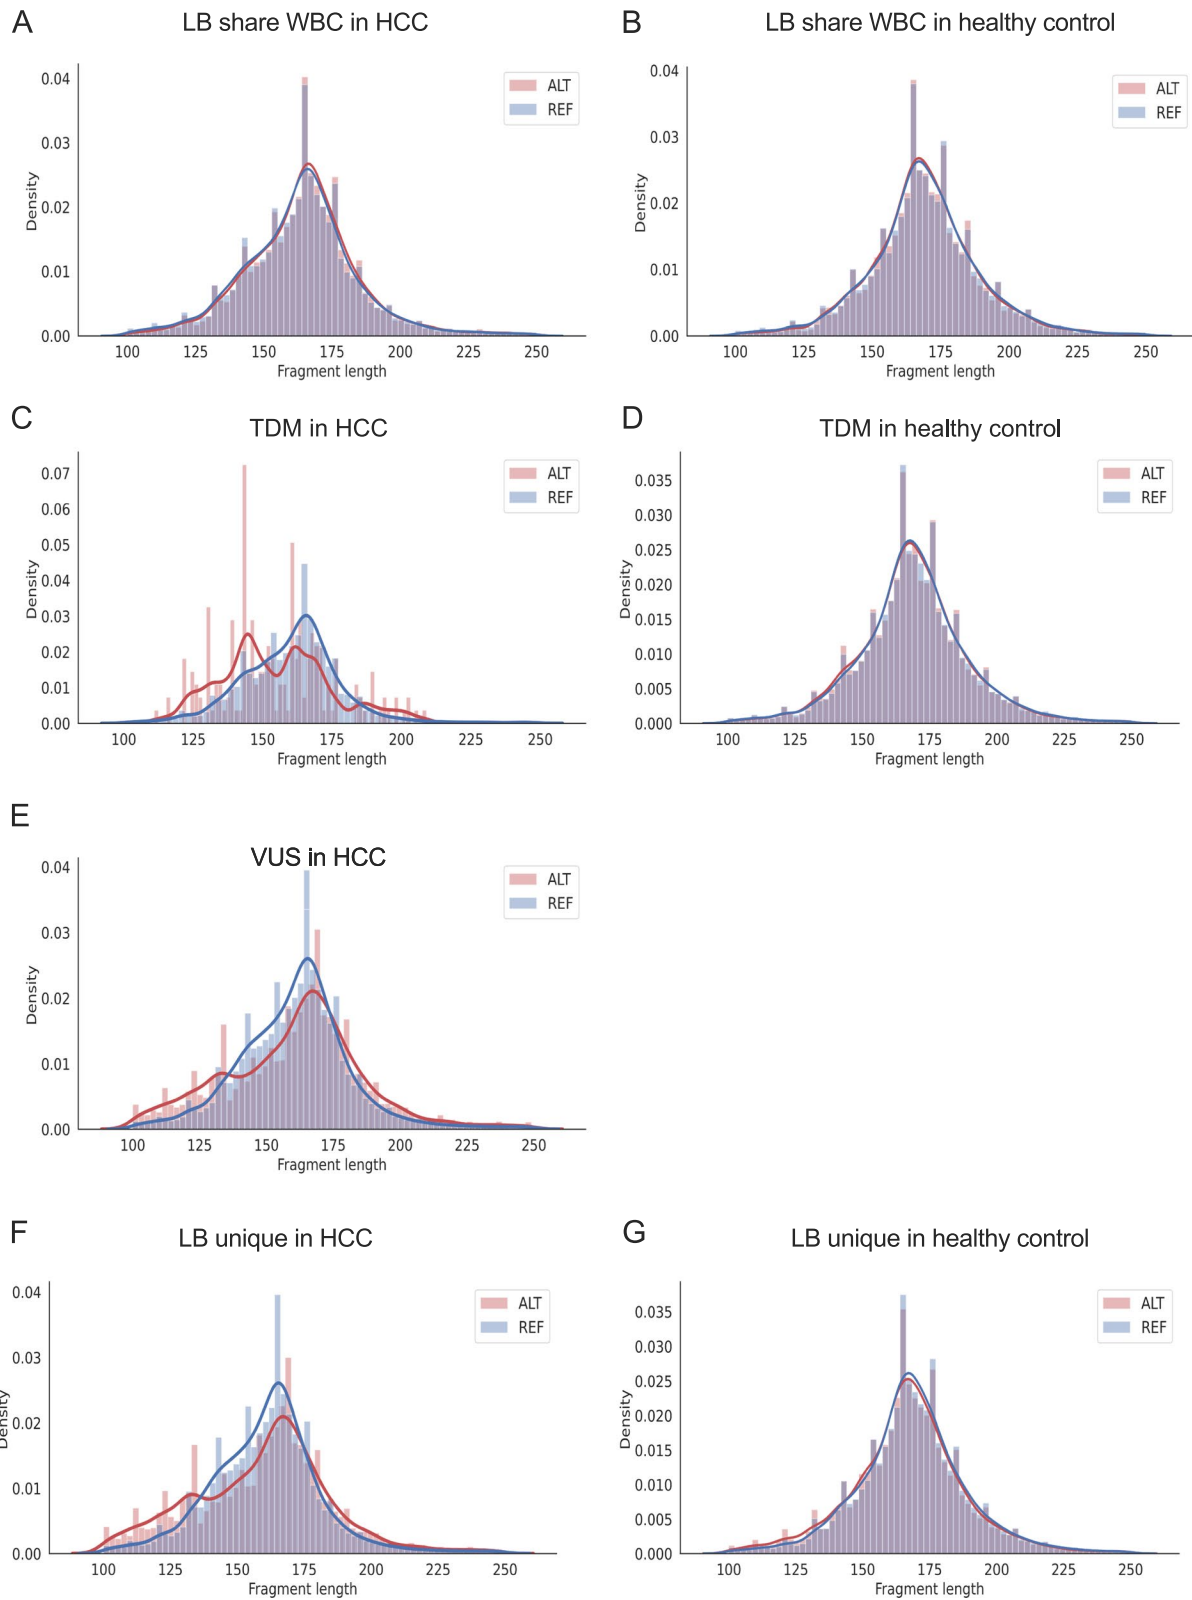 A
LB share WBC in HCC
0.04
0.03
0.02
0.01
0.00
Density
ALT
REF
100
125
150
175
200
225
250
Fragment length
B
LB share WBC in healthy control
0.04
0.03
0.02
0.01
0.00
Density
ALT
REF
100
125
150
175
200
225
250
Fragment length
C
TDM in HCC
0.07
0.06
0.05
0.04
0.03
0.02
0.01
0.00
Density
ALT
REF
100
125
150
175
200
225
250
Fragment length
D
TDM in healthy control
0.035
0.030
0.025
0.020
0.015
0.010
0.005
0.000
Density
ALT
REF
100
125
150
175
200
225
250
Fragment length
E
VUS in HCC
0.04
0.03
0.02
0.01
0.00
Density
ALT
REF
100
125
150
175
200
225
250
Fragment length
F
LB unique in HCC
0.04
0.03
0.02
0.01
0.00
Density
ALT
REF
100
125
150
175
200
225
250
Fragment length
G
LB unique in healthy control
0.035
0.030
0.025
0.020
0.015
0.010
0.005
0.000
Density
ALT
REF
100
125
150
175
200
225
250
Fragment length